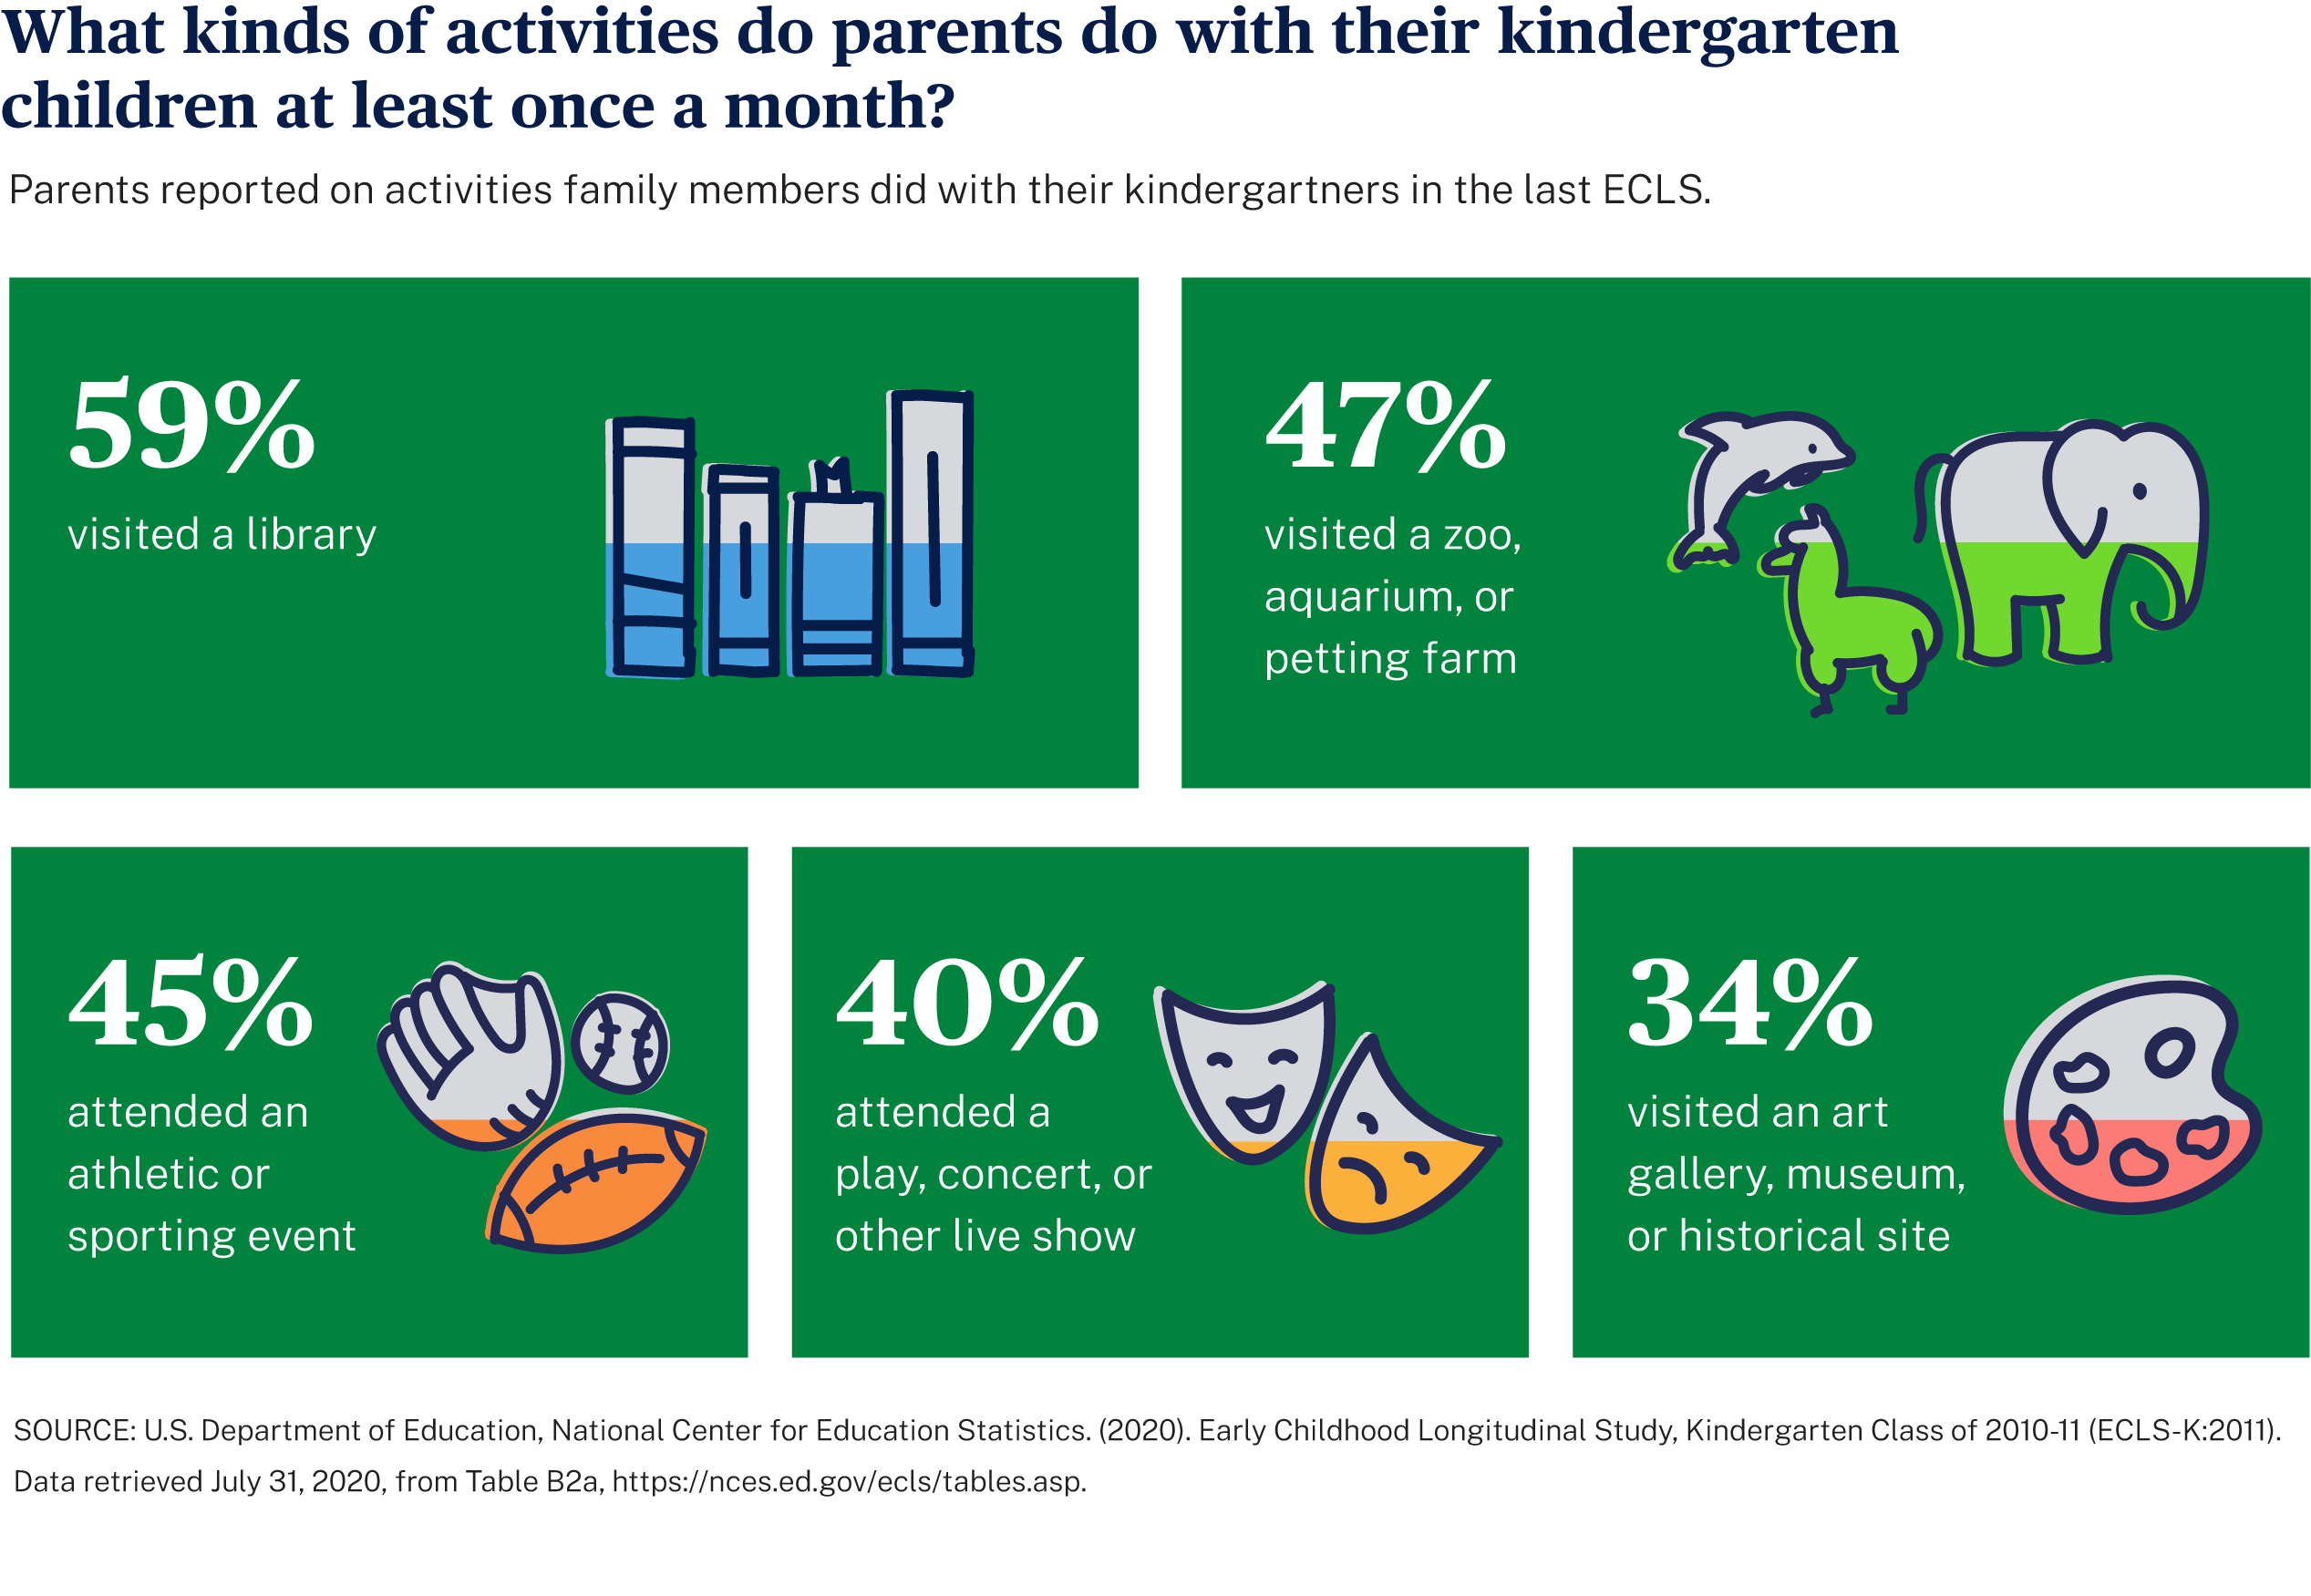 What kinds of activities do parents do with their kindergarten
children at least once a month?
Parents reported on activities family members did with their kindergartners in the last ECLS.
59%
visited a library
47%
visited a zoo,
aquarium, or
petting farm
45%
attended an
athletic or
sporting event
40%
attended a
play, concert, or
other live show
34%
visited an art
gallery, museum,
or historical site
SOURCE: U.S. Department of Education, National Center for Education Statistics. (2020). Early Childhood Longitudinal Study, Kindergarten Class of 2010-11 (ECLS-K:2011).
Data retrieved July 31, 2020, from Table B2a, https://nces.ed.gov/ecls/tables.asp.